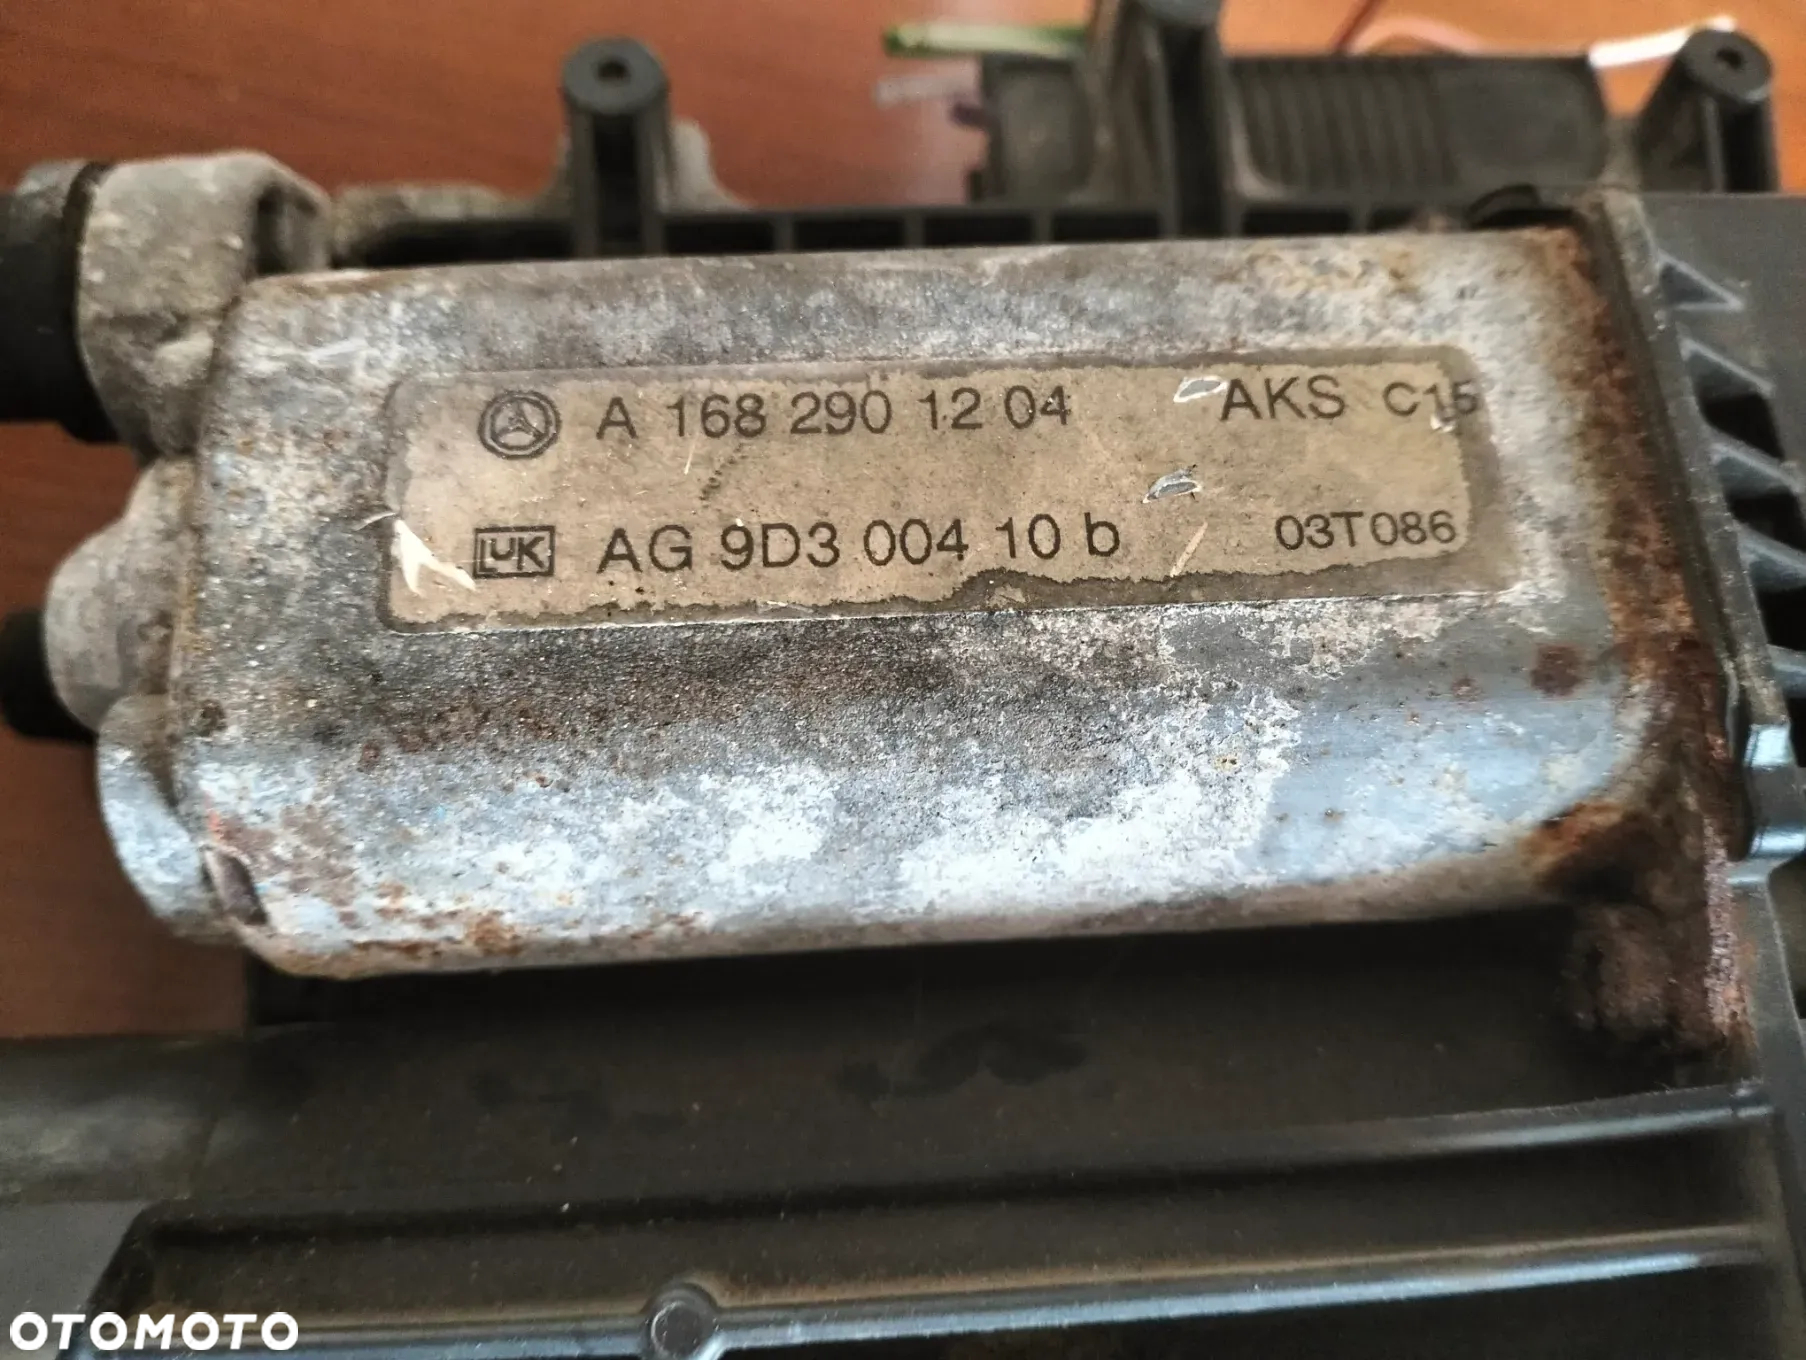 A 168 290 12 04 AKS C15
LUK AG 9D3 004 10 b 03T086
OTOMOTO